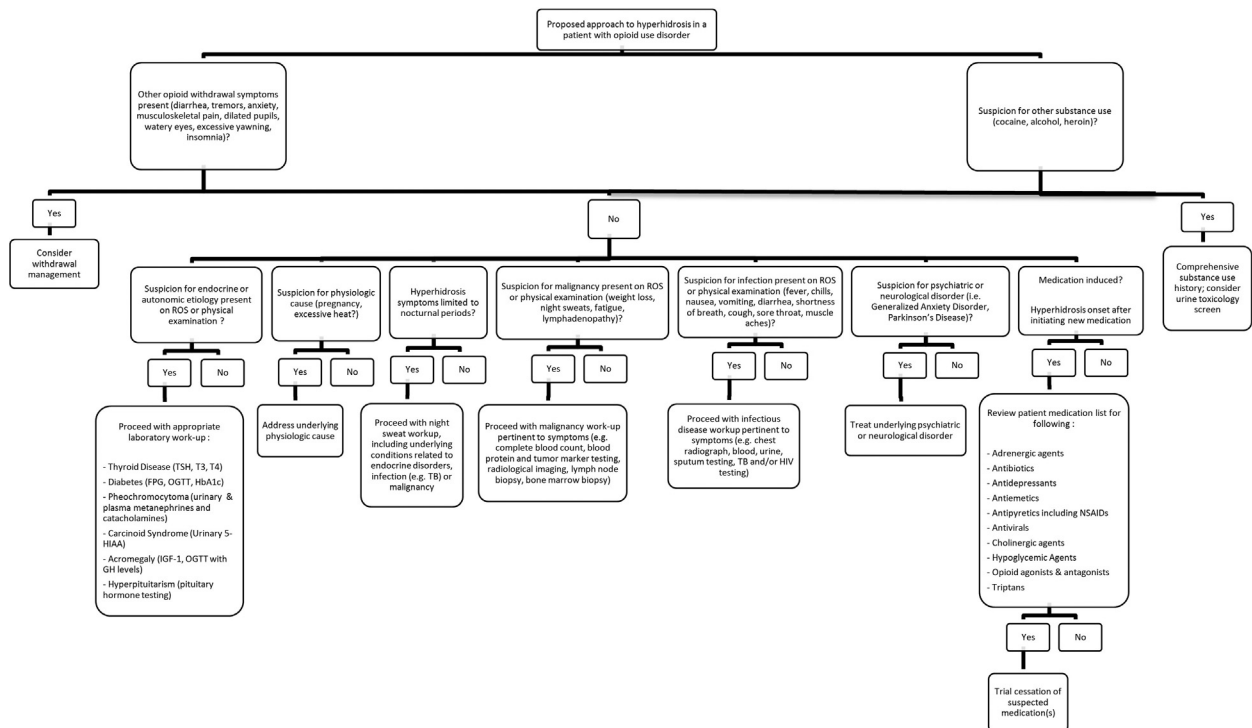 Proposed approach to hyperhidrosis in a
patient with opioid use disorder
Other opioid withdrawal symptoms
present (diarrhea, tremors, anxiety,
musculoskeletal pain, dilated pupils,
watery eyes, excessive yawning,
insomnia)?
Suspicion for other substance use
(cocaine, alcohol, heroin)?
Yes
No
Yes
Consider
withdrawal
management
Comprehensive
substance use
history; consider
urine toxicology
screen
Suspicion for endocrine or
autonomic etiology present
on ROS or physical
examination ?
Suspicion for physiologic
cause (pregnancy,
excessive heat?)
Hyperhidrosis
symptoms limited to
nocturnal periods?
Suspicion for malignancy present on ROS
or physical examination (weight loss,
night sweats, fatigue,
lymphadenopathy)?
Suspicion for infection present on ROS
or physical examination (fever, chills,
nausea, vomiting, diarrhea, shortness
of breath, cough, sore throat, muscle
aches)?
Suspicion for psychiatric or
neurological disorder (i.e.
Generalized Anxiety Disorder,
Parkinson's Disease)?
Medication induced?
Hyperhidrosis onset after
initiating new medication
Yes
No
Yes
No
Yes
No
Yes
No
Yes
No
Yes
No
Yes
No
Proceed with appropriate
laboratory work-up :
- Thyroid Disease (TSH, T3, T4)
- Diabetes (FPG, OGTT, HbA1c)
- Pheochromocytoma (urinary &
plasma metanephrines and
catacholamines)
- Carcinoid Syndrome (Urinary 5-
HIAA)
- Acromegaly (IGF-1, OGTT with
GH levels)
- Hyperpituitarism (pituitary
hormone testing)
Address underlying
physiologic cause
Proceed with night
sweat workup,
including underlying
conditions related to
endocrine disorders,
infection (e.g. TB) or
malignancy
Proceed with malignancy work-up
pertinent to symptoms (e.g.
complete blood count, blood
protein and tumor marker testing,
radiological imaging, lymph node
biopsy, bone marrow biopsy)
Proceed with infectious
disease workup pertinent to
symptoms (e.g. chest
radiograph, blood, urine,
sputum testing, TB and/or HIV
testing)
Treat underlying psychiatric
or neurological disorder
Review patient medication list for
following :
- Adrenergic agents
- Antibiotics
- Antidepressants
- Antiemetics
- Antipyretics including NSAIDs
- Antivirals
- Cholinergic agents
- Hypoglycemic Agents
- Opioid agonists & antagonists
- Triptans
Yes
No
Trial cessation of
suspected
medication(s)